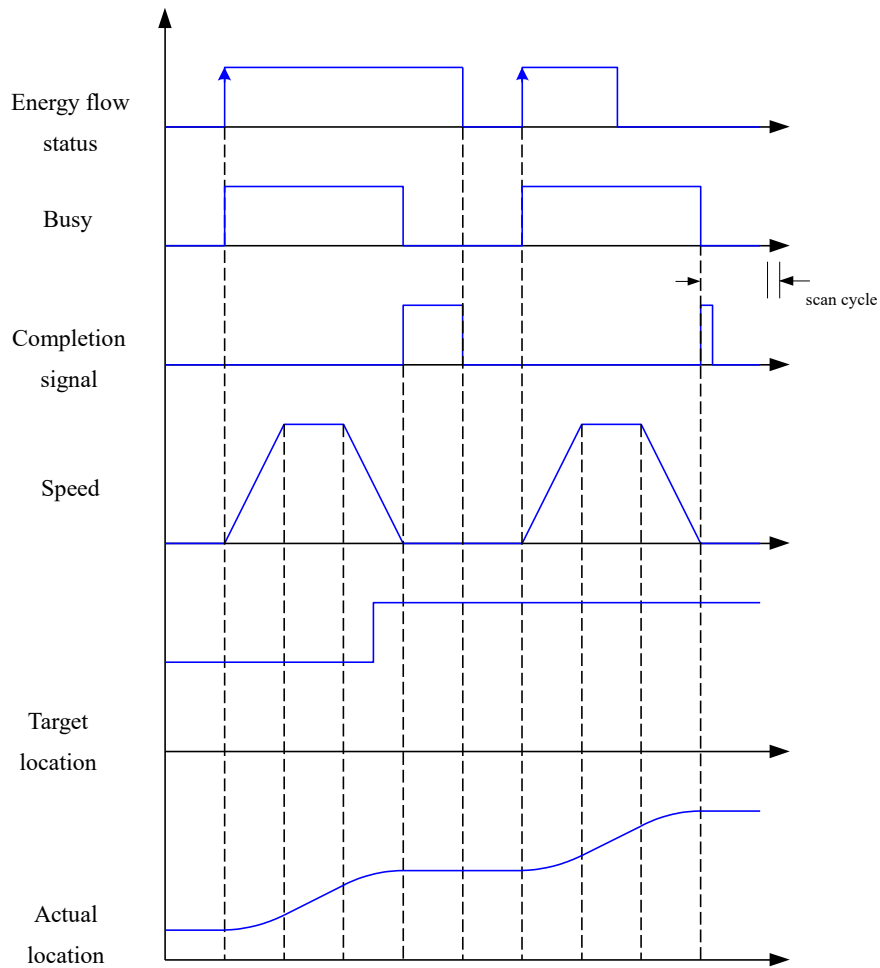 Energy flow
status
Busy
scan cycle
Completion
signal
Speed
Target
location
Actual
location